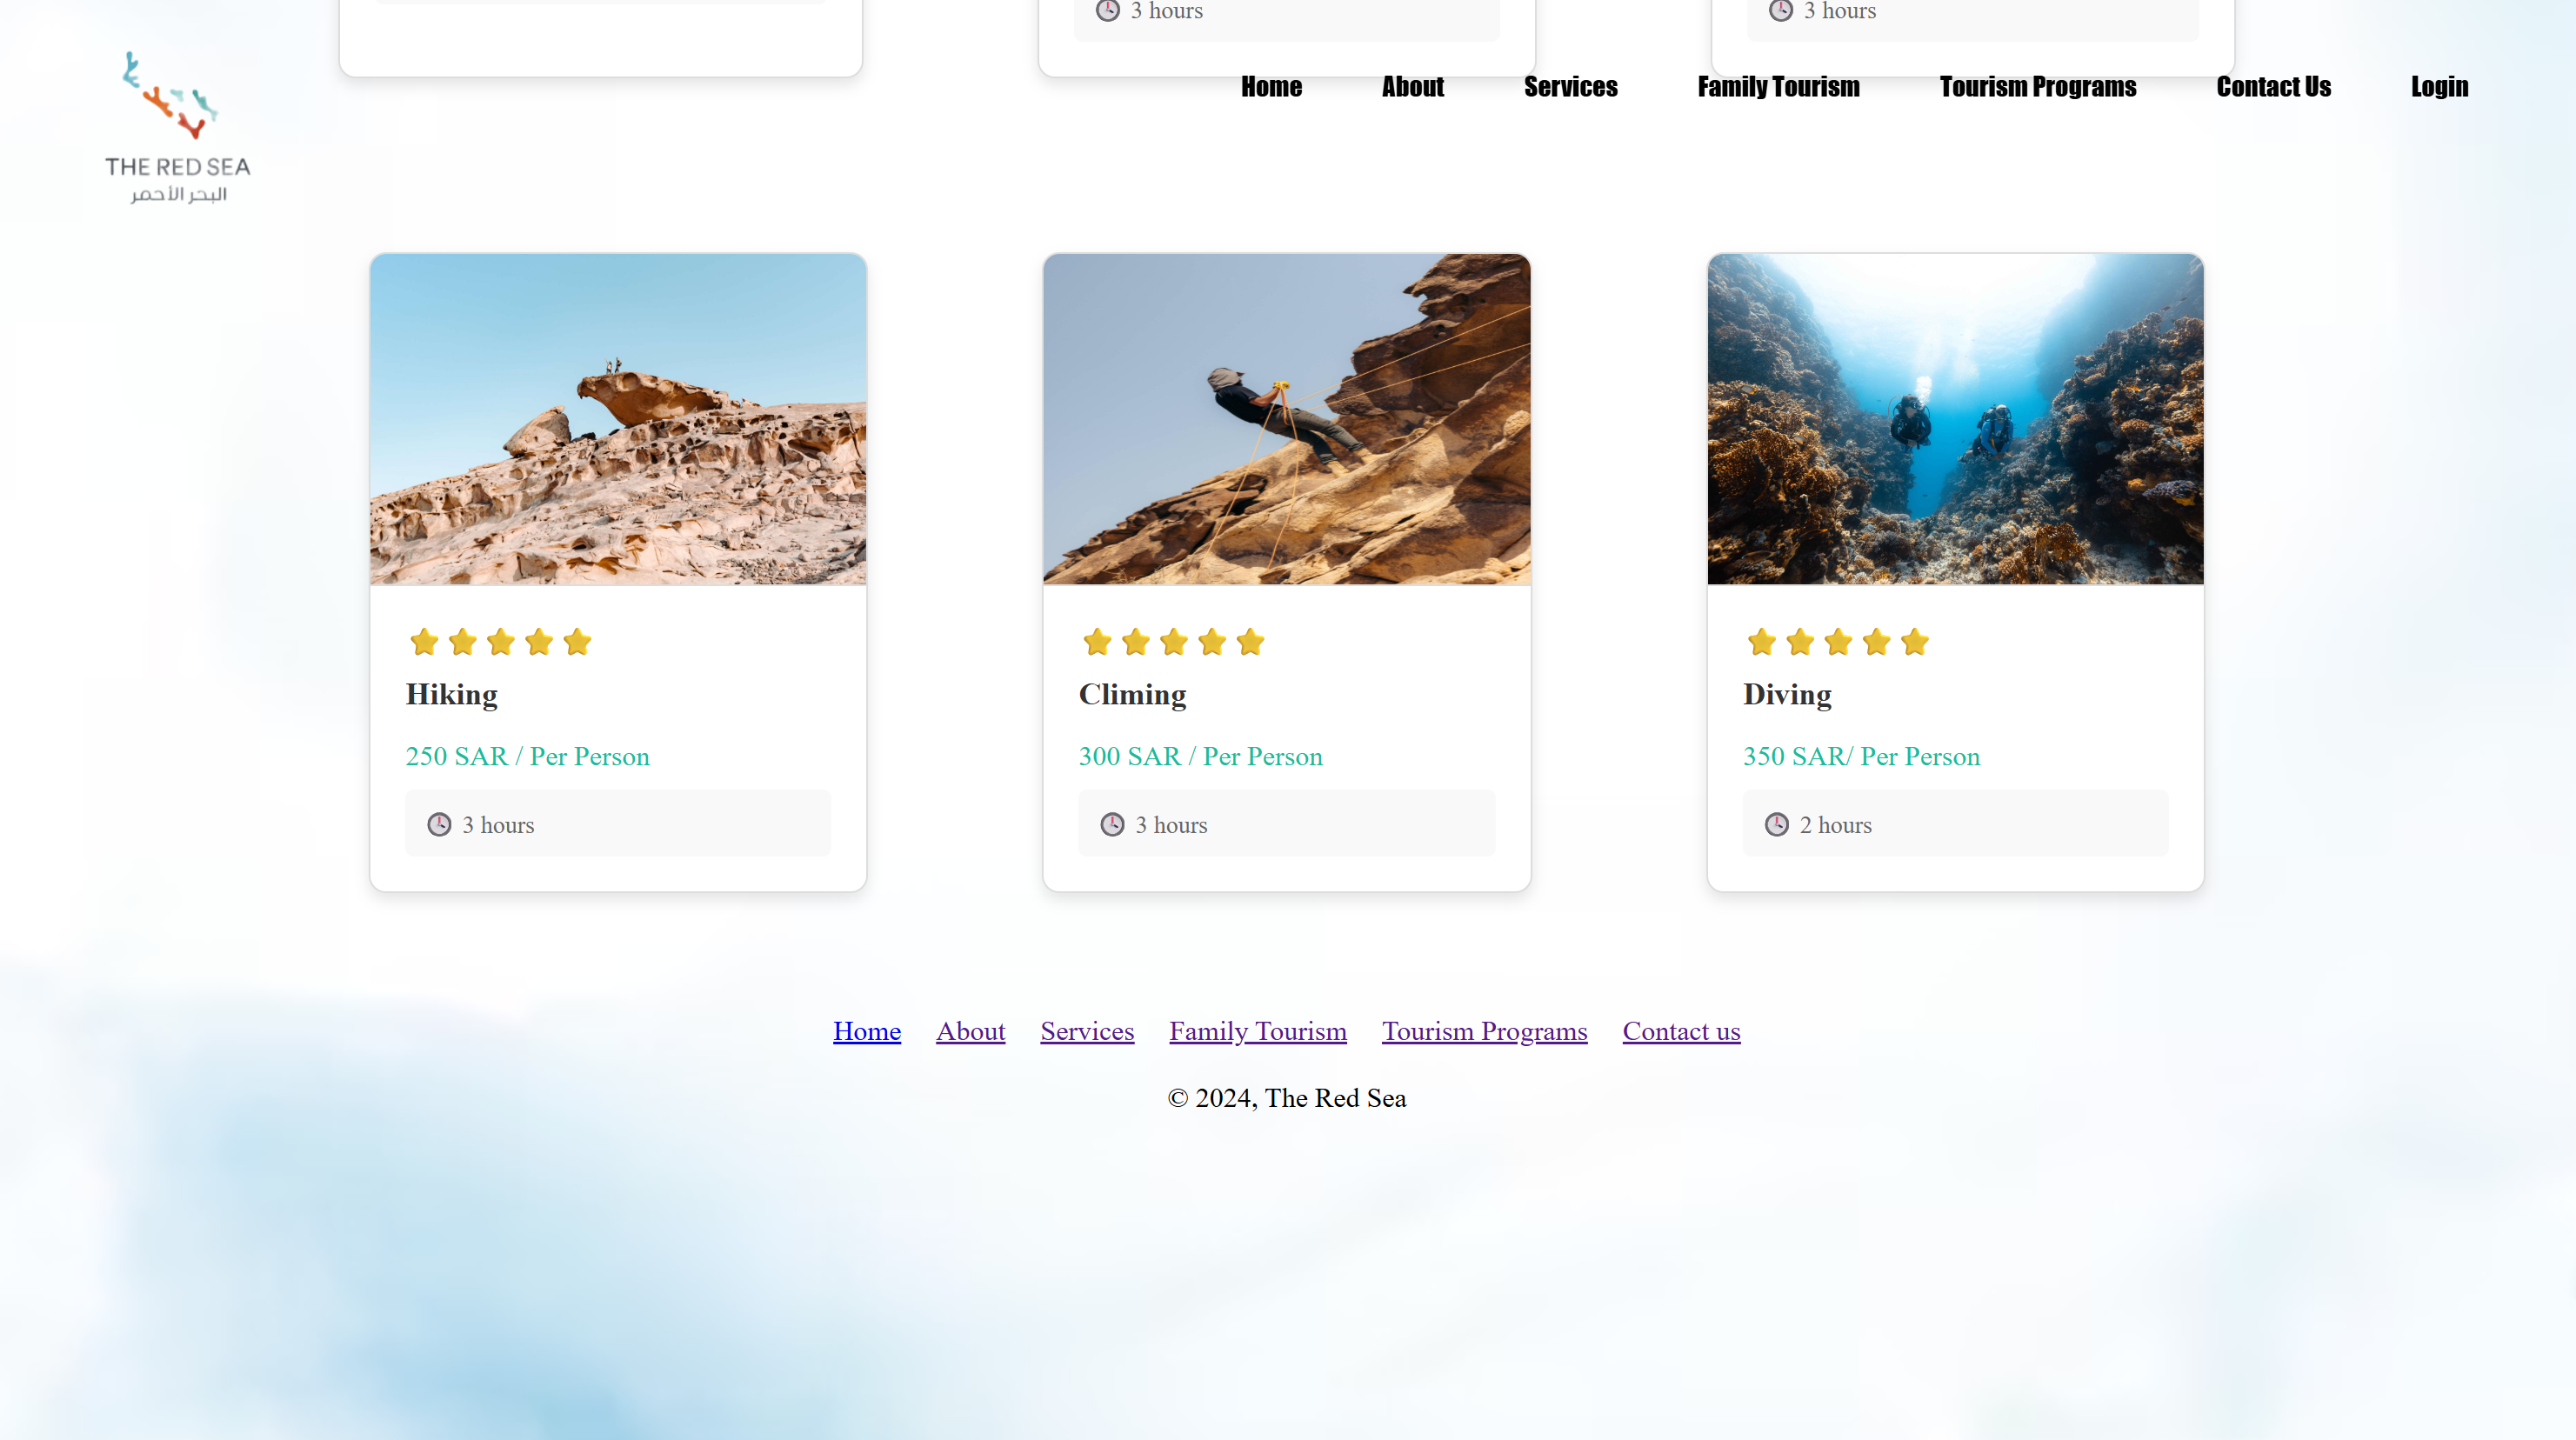 3 hours
3 hours
Home About Services Family Tourism Tourism Programs Contact Us Login
THE RED SEA
البحر الأحمر
Hiking
250 SAR / Per Person
3 hours
Climing
300 SAR / Per Person
3 hours
Diving
350 SAR/ Per Person
2 hours
Home About Services Family Tourism Tourism Programs Contact us
© 2024, The Red Sea